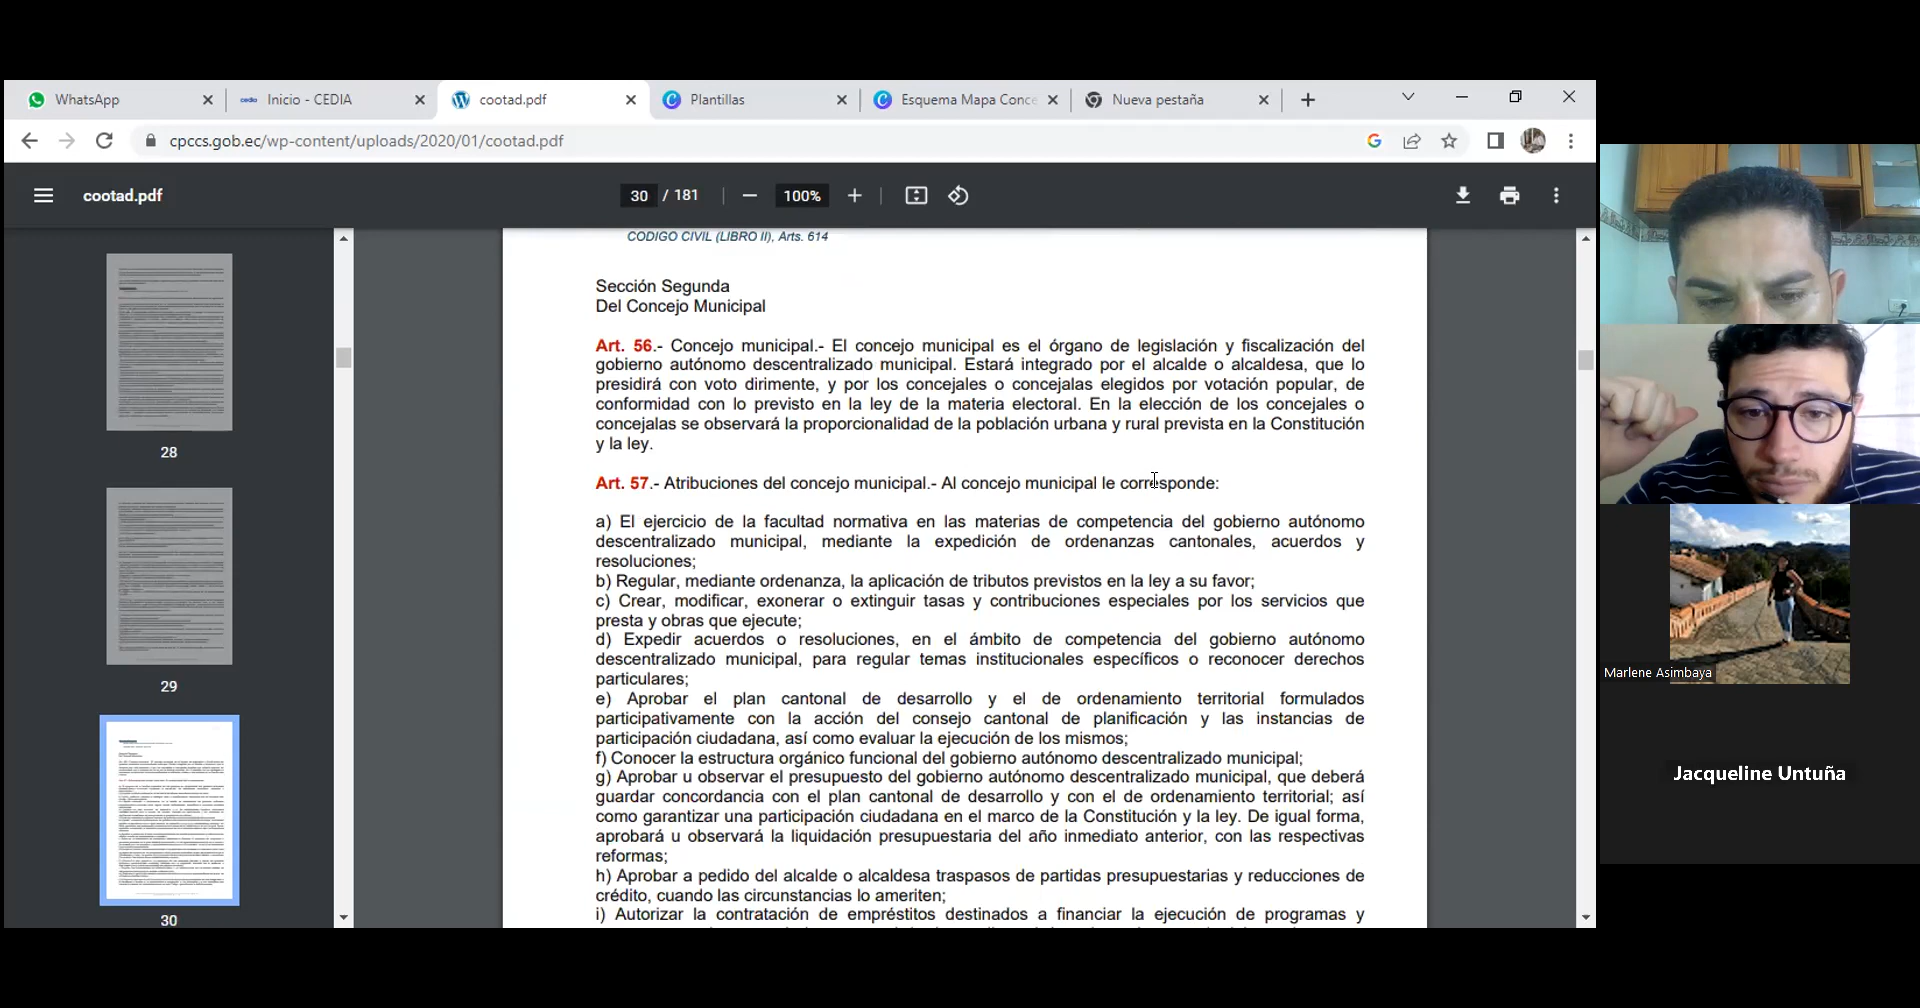 WhatsApp
Inicio - CEDIA
cootad.pdf
Plantillas
Esquema Mapa Conce
Nueva pestaña
cpccs.gob.ec/wp-content/uploads/2020/01/cootad.pdf
cootad.pdf
30 / 181
100%
28
29
30
CODIGO CIVIL (LIBRO II), Arts. 614
Sección Segunda
Del Concejo Municipal
Art. 56.- Concejo municipal.- El concejo municipal es el órgano de legislación y fiscalización del
gobierno autónomo descentralizado municipal. Estará integrado por el alcalde o alcaldesa, que lo
presidirá con voto dirimente, y por los concejales o concejalas elegidos por votación popular, de
conformidad con lo previsto en la ley de la materia electoral. En la elección de los concejales o
concejalas se observará la proporcionalidad de la población urbana y rural prevista en la Constitución
y la ley.
Art. 57.- Atribuciones del concejo municipal.- Al concejo municipal le corresponde:
a) El ejercicio de la facultad normativa en las materias de competencia del gobierno autónomo
descentralizado municipal, mediante la expedición de ordenanzas cantonales, acuerdos y
resoluciones;
b) Regular, mediante ordenanza, la aplicación de tributos previstos en la ley a su favor;
c) Crear, modificar, exonerar o extinguir tasas y contribuciones especiales por los servicios que
presta y obras que ejecute;
d) Expedir acuerdos o resoluciones, en el ámbito de competencia del gobierno autónomo
descentralizado municipal, para regular temas institucionales específicos o reconocer derechos
particulares;
e) Aprobar el plan cantonal de desarrollo y el de ordenamiento territorial formulados
participativamente con la acción del consejo cantonal de planificación y las instancias de
participación ciudadana, así como evaluar la ejecución de los mismos;
f) Conocer la estructura orgánico funcional del gobierno autónomo descentralizado municipal;
g) Aprobar u observar el presupuesto del gobierno autónomo descentralizado municipal, que deberá
guardar concordancia con el plan cantonal de desarrollo y con el de ordenamiento territorial; así
como garantizar una participación ciudadana en el marco de la Constitución y la ley. De igual forma,
aprobará u observará la liquidación presupuestaria del año inmediato anterior, con las respectivas
reformas;
h) Aprobar a pedido del alcalde o alcaldesa traspasos de partidas presupuestarias y reducciones de
crédito, cuando las circunstancias lo ameriten;
i) Autorizar la contratación de empréstitos destinados a financiar la ejecución de programas y
Marlene Asimbaya
Jacqueline Untuña